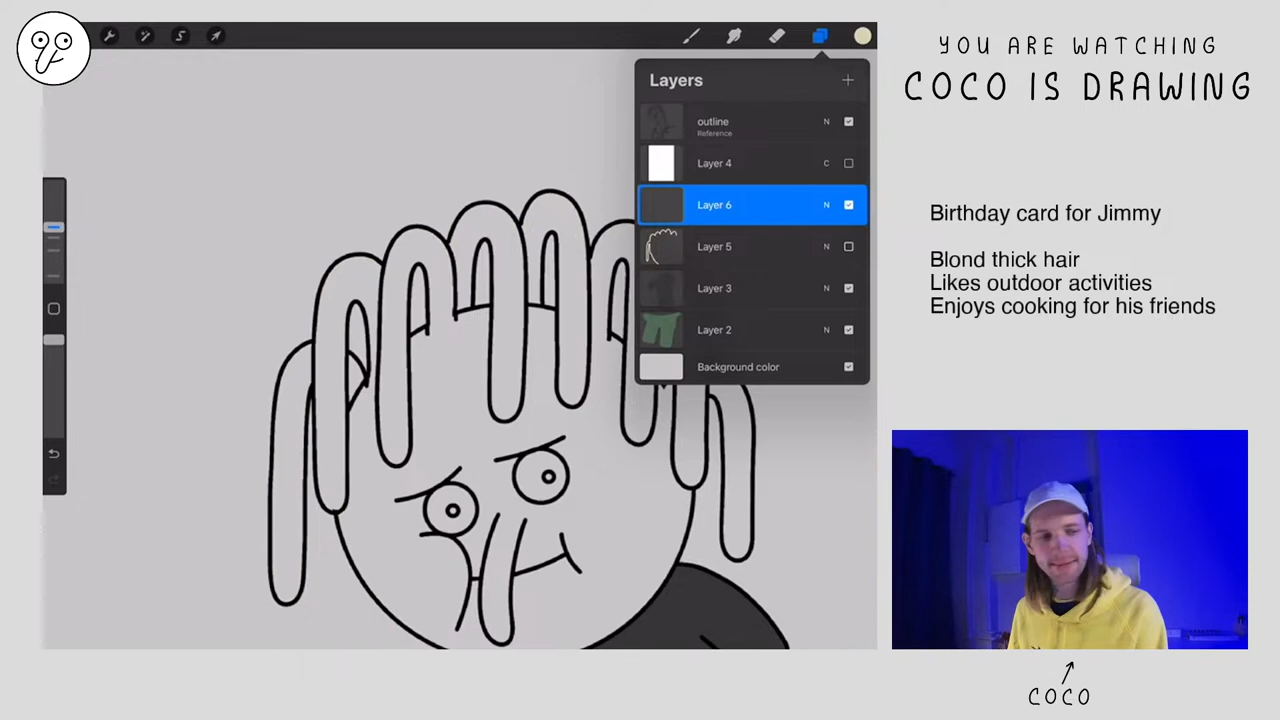 YOU ARE WATCHING
COCO IS DRAWING
Layers
outline
Reference
N
Layer 4
C
Layer 6
N
Layer 5
N
Layer 3
N
Layer 2
N
Background color
Birthday card for Jimmy
Blond thick hair
Likes outdoor activities
Enjoys cooking for his friends
COCO